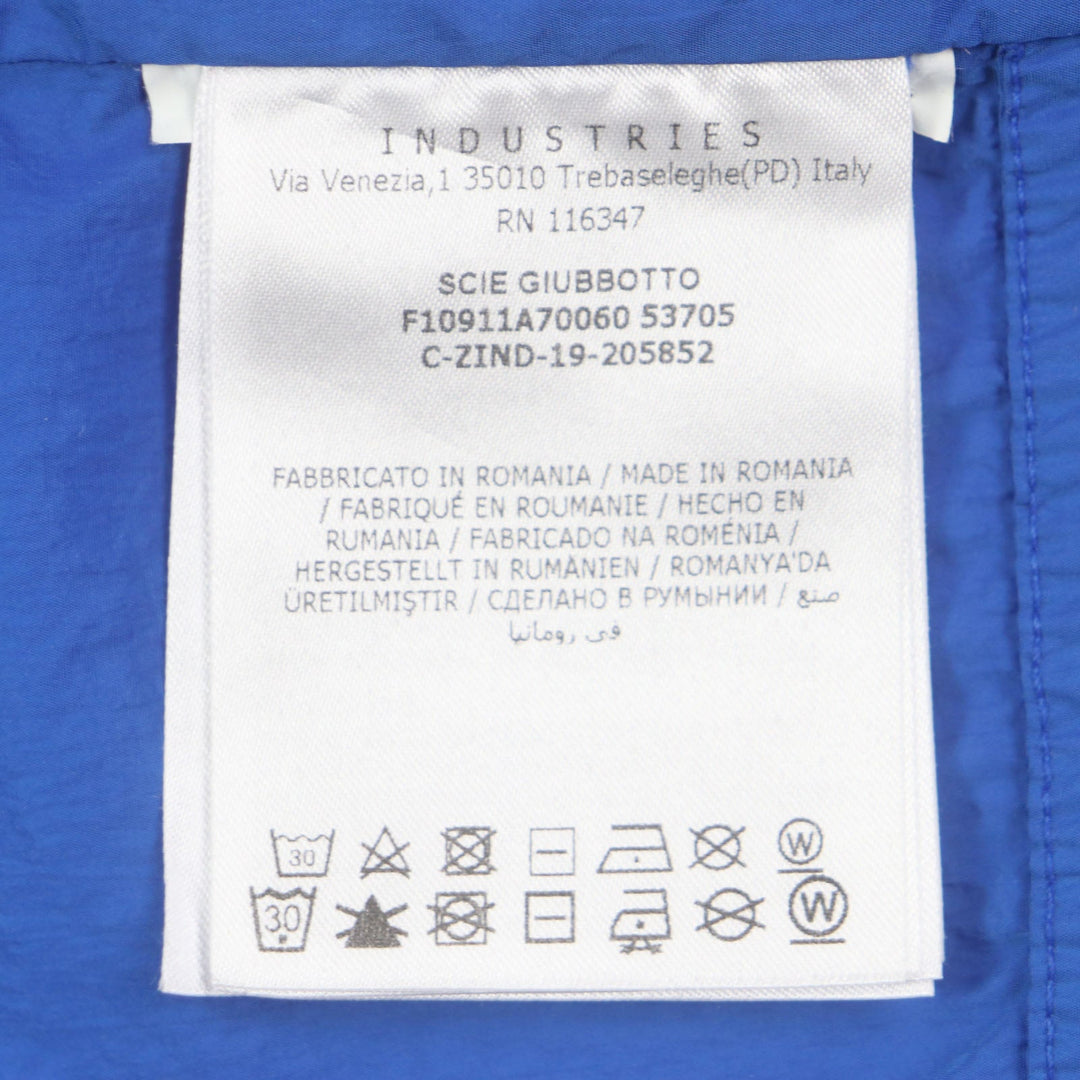 INDUSTRIES
Via Venezia,1 35010 Trebaseleghe(PD) Italy
RN 116347
SCIE GIUBBOTTO
F10911A70060 53705
C-ZIND-19-205852
FABBRICATO IN ROMANIA / MADE IN ROMANIA
/ FABRIQUÉ EN ROUMANIE / HECHO EN
RUMANIA / FABRICADO NA ROMÉNIA /
HERGESTELLT IN RUMÄNIEN / ROMANYA'DA
ÜRETILMIŞTIR / СДЕЛАНО В РУМЫНИИ / صنع
في رومانيا
30 W
30 W